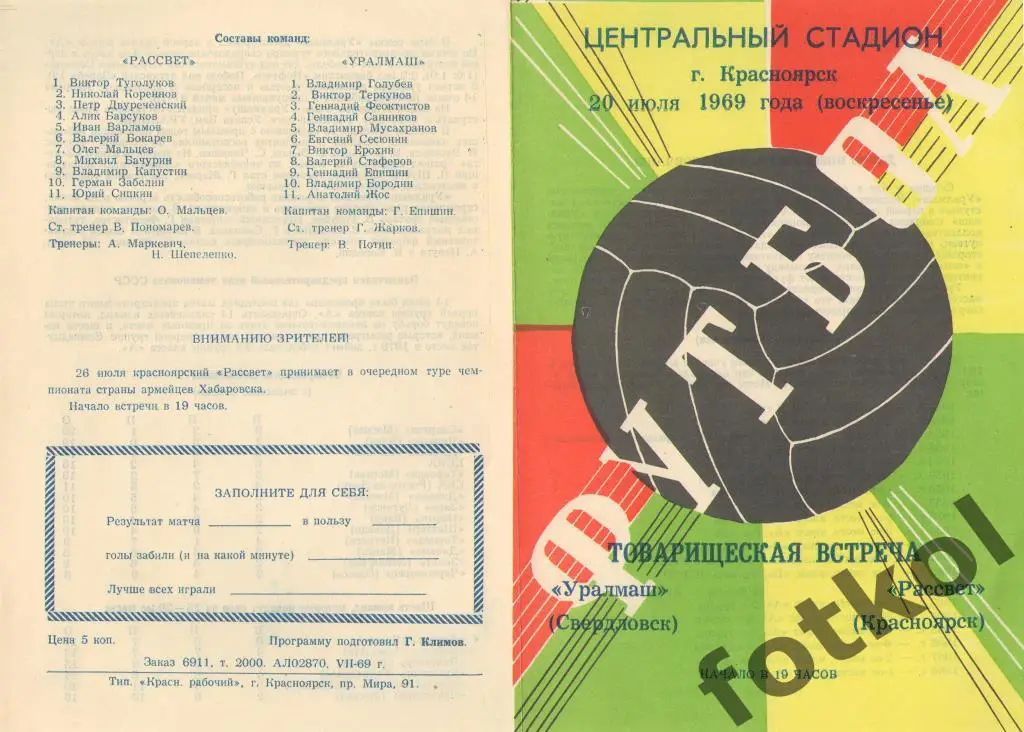 Составы команд:
«РАССВЕТ»
1. Виктор Туголуков
2. Николай Кореннов
3. Петр Двуреченский
4. Алик Барсуков
5. Иван Варламов
6. Валерий Бокарев
7. Олег Мальцев
8. Михаил Бачурин
9. Владимир Капустин
10. Герман Забелин
11. Юрий Сипкин
Капитан команды: О. Мальцев.
Ст. тренер В. Пономарев.
Тренеры: А. Маркевич,
Н. Шепеленко.
«УРАЛМАШ»
1. Владимир Голубев
2. Виктор Теркунов
3. Геннадий Феоктистов
4. Геннадий Санников
5. Владимир Мусахранов
6. Евгений Сесюнин
7. Виктор Ерохин
8. Валерий Стаферов
9. Геннадий Епишин
10. Владимир Бородин
11. Анатолий Жос
Капитан команды: Г. Епишин.
Ст. тренер Г. Жарков.
Тренер: В. Потин.
ВНИМАНИЮ ЗРИТЕЛЕЙ!
26 июля красноярский «Рассвет» принимает в очередном туре чем-
пионата страны армейцев Хабаровска.
Начало встречи в 19 часов.
ЗАПОЛНИТЕ ДЛЯ СЕБЯ:
Результат матча в пользу
голы забили (и на какой минуте)
Лучше всех играли
Цена 5 коп. Программу подготовил Г. Климов.
Заказ 6911, т. 2000. АЛ02870, VII-69 г.
Тип. «Красн. рабочий», г. Красноярск, пр. Мира, 91.
ЦЕНТРАЛЬНЫЙ СТАДИОН
г. Красноярск
20 июля 1969 года (воскресенье)
ФУТБОЛ
ТОВАРИЩЕСКАЯ ВСТРЕЧА
«Уралмаш» «Рассвет»
(Свердловск) (Красноярск)
НАЧАЛО В 19 ЧАСОВ
fotkol